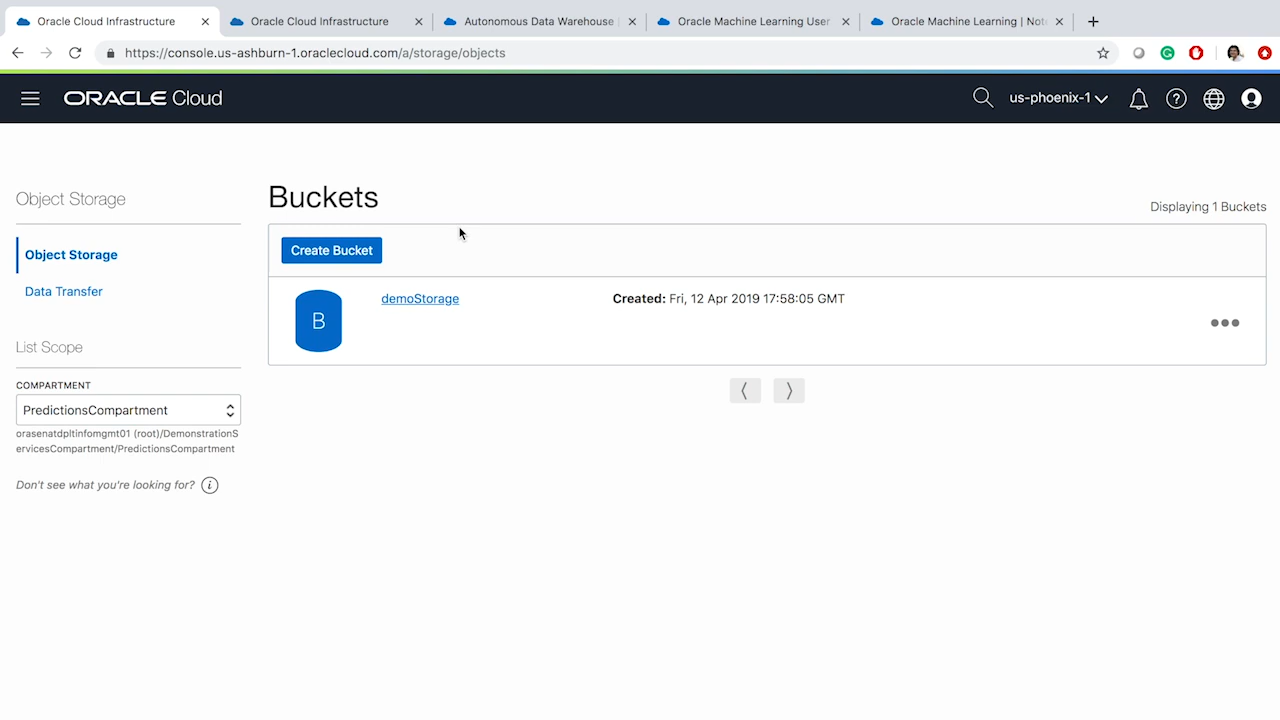 Oracle Cloud Infrastructure
Oracle Cloud Infrastructure
Autonomous Data Warehouse
Oracle Machine Learning User
Oracle Machine Learning | Not
https://console.us-ashburn-1.oraclecloud.com/a/storage/objects
ORACLE Cloud
us-phoenix-1
Object Storage
Buckets
Displaying 1 Buckets
Object Storage
Create Bucket
Data Transfer
B
demoStorage
Created: Fri, 12 Apr 2019 17:58:05 GMT
List Scope
COMPARTMENT
PredictionsCompartment
orasenatdpltinfomgmt01 (root)/DemonstrationS
ervicesCompartment/PredictionsCompartment
Don't see what you're looking for?